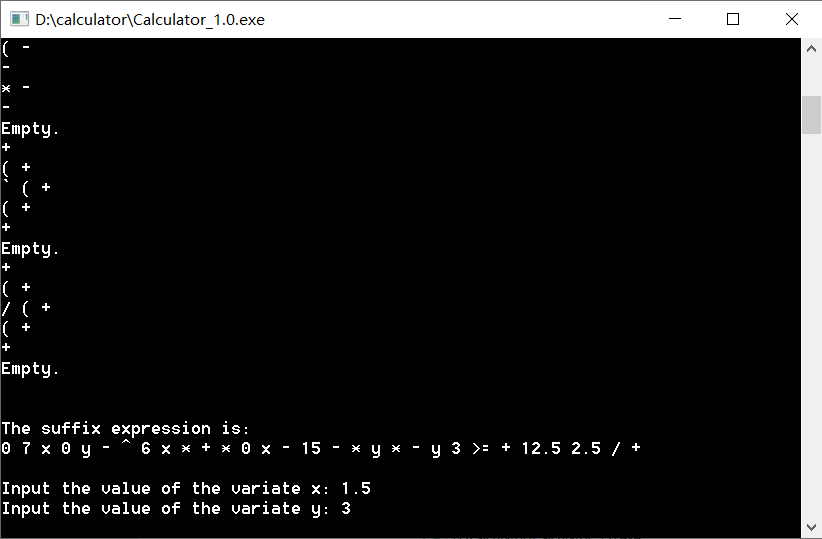 D:\calculator\Calculator_1.0.exe
( -
-
* -
-
Empty.
+
( +
` ( +
( +
+
Empty.
+
( +
/ ( +
( +
+
Empty.
The suffix expression is:
0 7 x 0 y - ^ 6 x * + * 0 x - 15 - * y * - y 3 >= + 12.5 2.5 / +
Input the value of the variate x: 1.5
Input the value of the variate y: 3